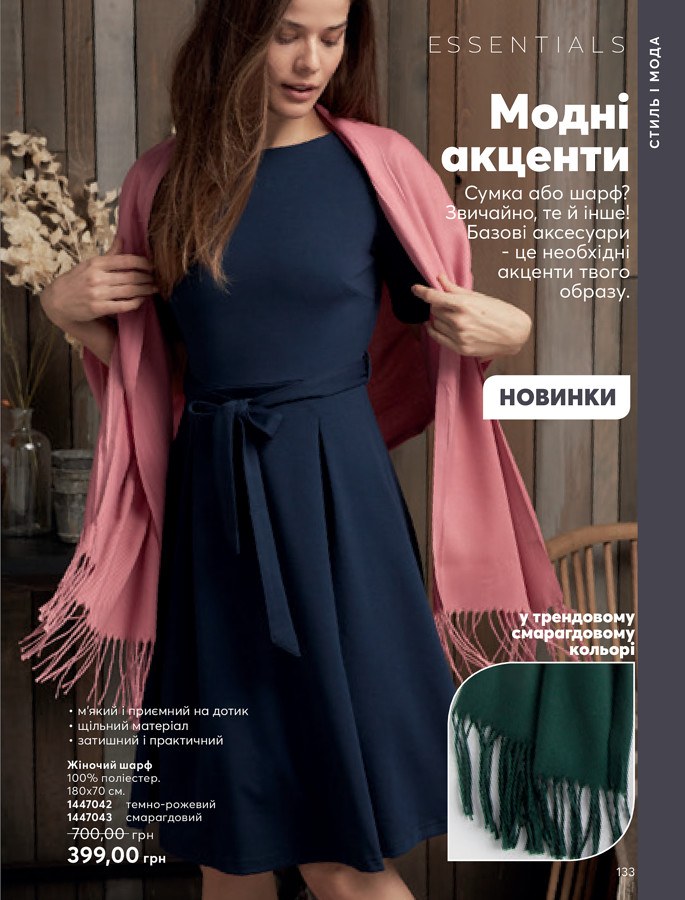 ESSENTIALS
СТИЛЬ І МОДА
Модні
акценти
Сумка або шарф?
Звичайно, те й інше!
Базові аксесуари
- це необхідні
акценти твого
образу.
НОВИНКИ
у трендовому
смарагдовому
кольорі
• м'який і приємний на дотик
• щільний матеріал
• затишний і практичний
Жіночий шарф
100% поліестер.
180х70 см.
1447042 темно-рожевий
1447043 смарагдовий
700,00 грн
399,00 грн
133